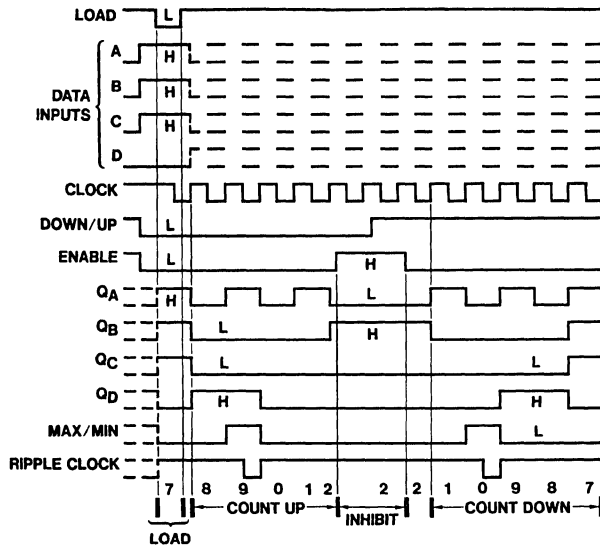 LOAD L
A H
B H
DATA
INPUTS
C H
D
CLOCK
DOWN/UP L
ENABLE L H
QA H L
QB L H
QC L L
QD H H
MAX/MIN L
RIPPLE CLOCK
7 8 9 0 1 2 2 2 1 0 9 8 7
COUNT UP INHIBIT COUNT DOWN
LOAD